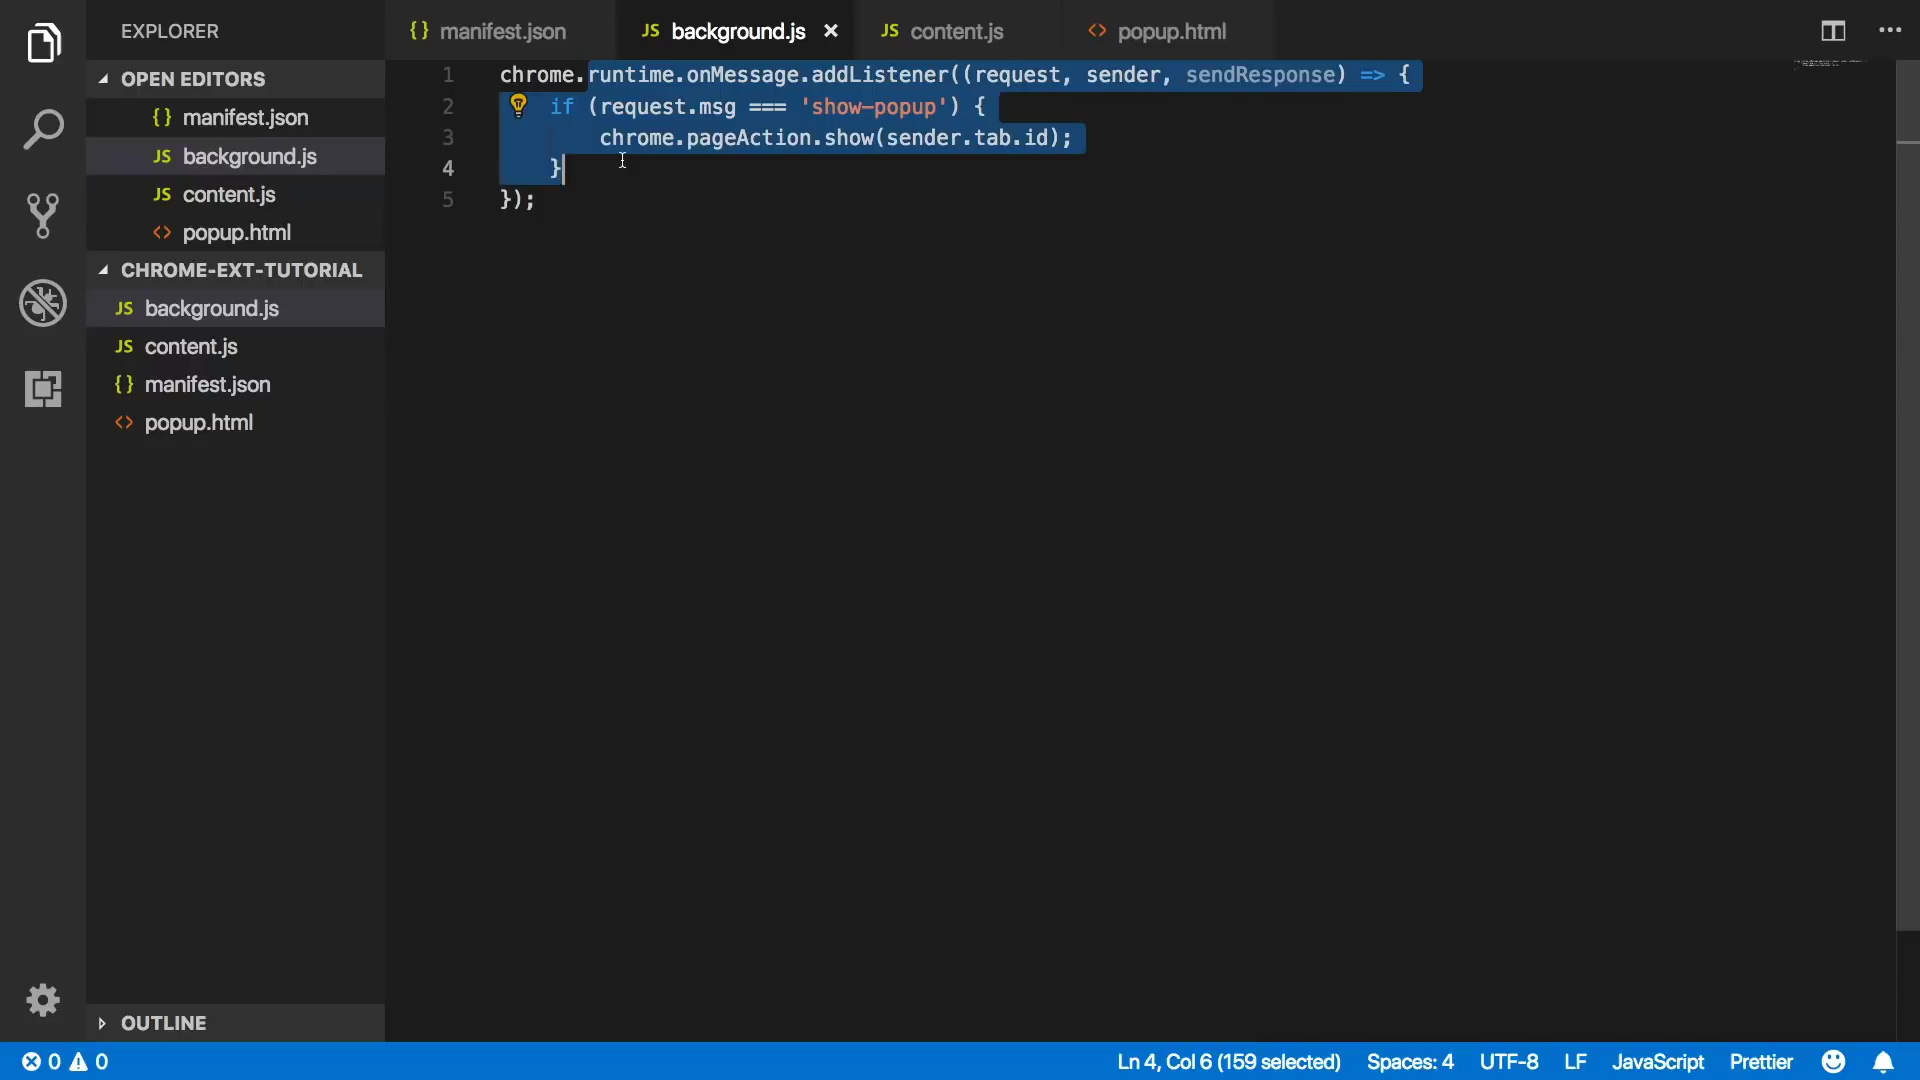 EXPLORER
OPEN EDITORS
{} manifest.json
JS background.js
JS content.js
<> popup.html
CHROME-EXT-TUTORIAL
JS background.js
JS content.js
{} manifest.json
<> popup.html
OUTLINE
{} manifest.json
JS background.js
JS content.js
<> popup.html
1 chrome.runtime.onMessage.addListener((request, sender, sendResponse) => {
2 if (request.msg === 'show-popup') {
3 chrome.pageAction.show(sender.tab.id);
4 }
5 });
0 0 Ln 4, Col 6 (159 selected) Spaces: 4 UTF-8 LF JavaScript Prettier